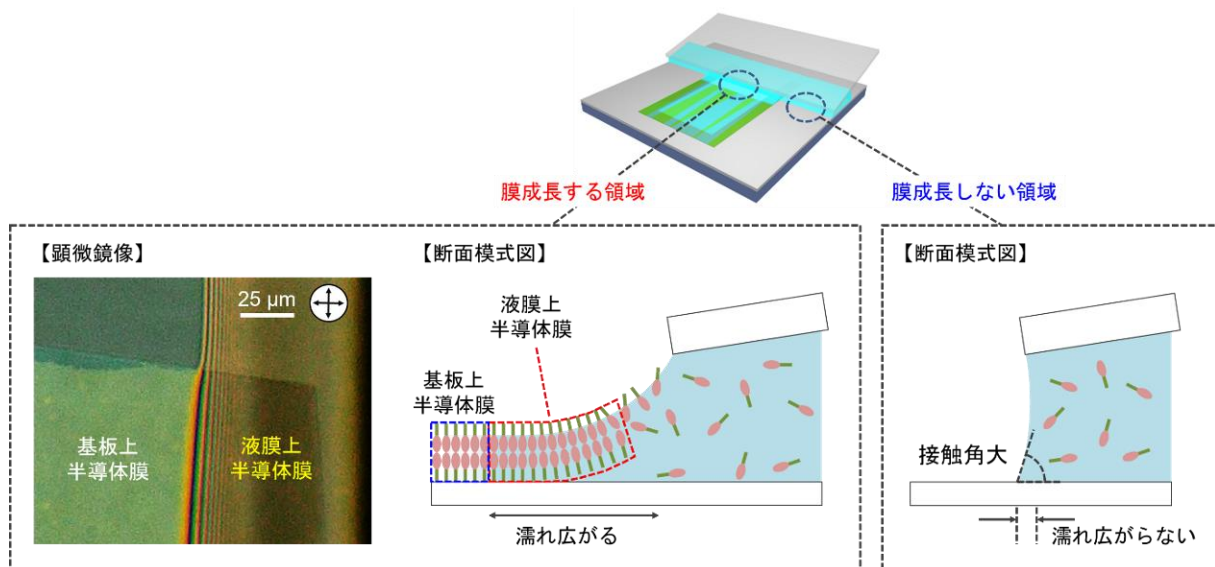 膜成長する領域
膜成長しない領域
【顕微鏡像】
25 μm
基板上
半導体膜
液膜上
半導体膜
【断面模式図】
液膜上
半導体膜
基板上
半導体膜
濡れ広がる
【断面模式図】
接触角大
濡れ広がらない